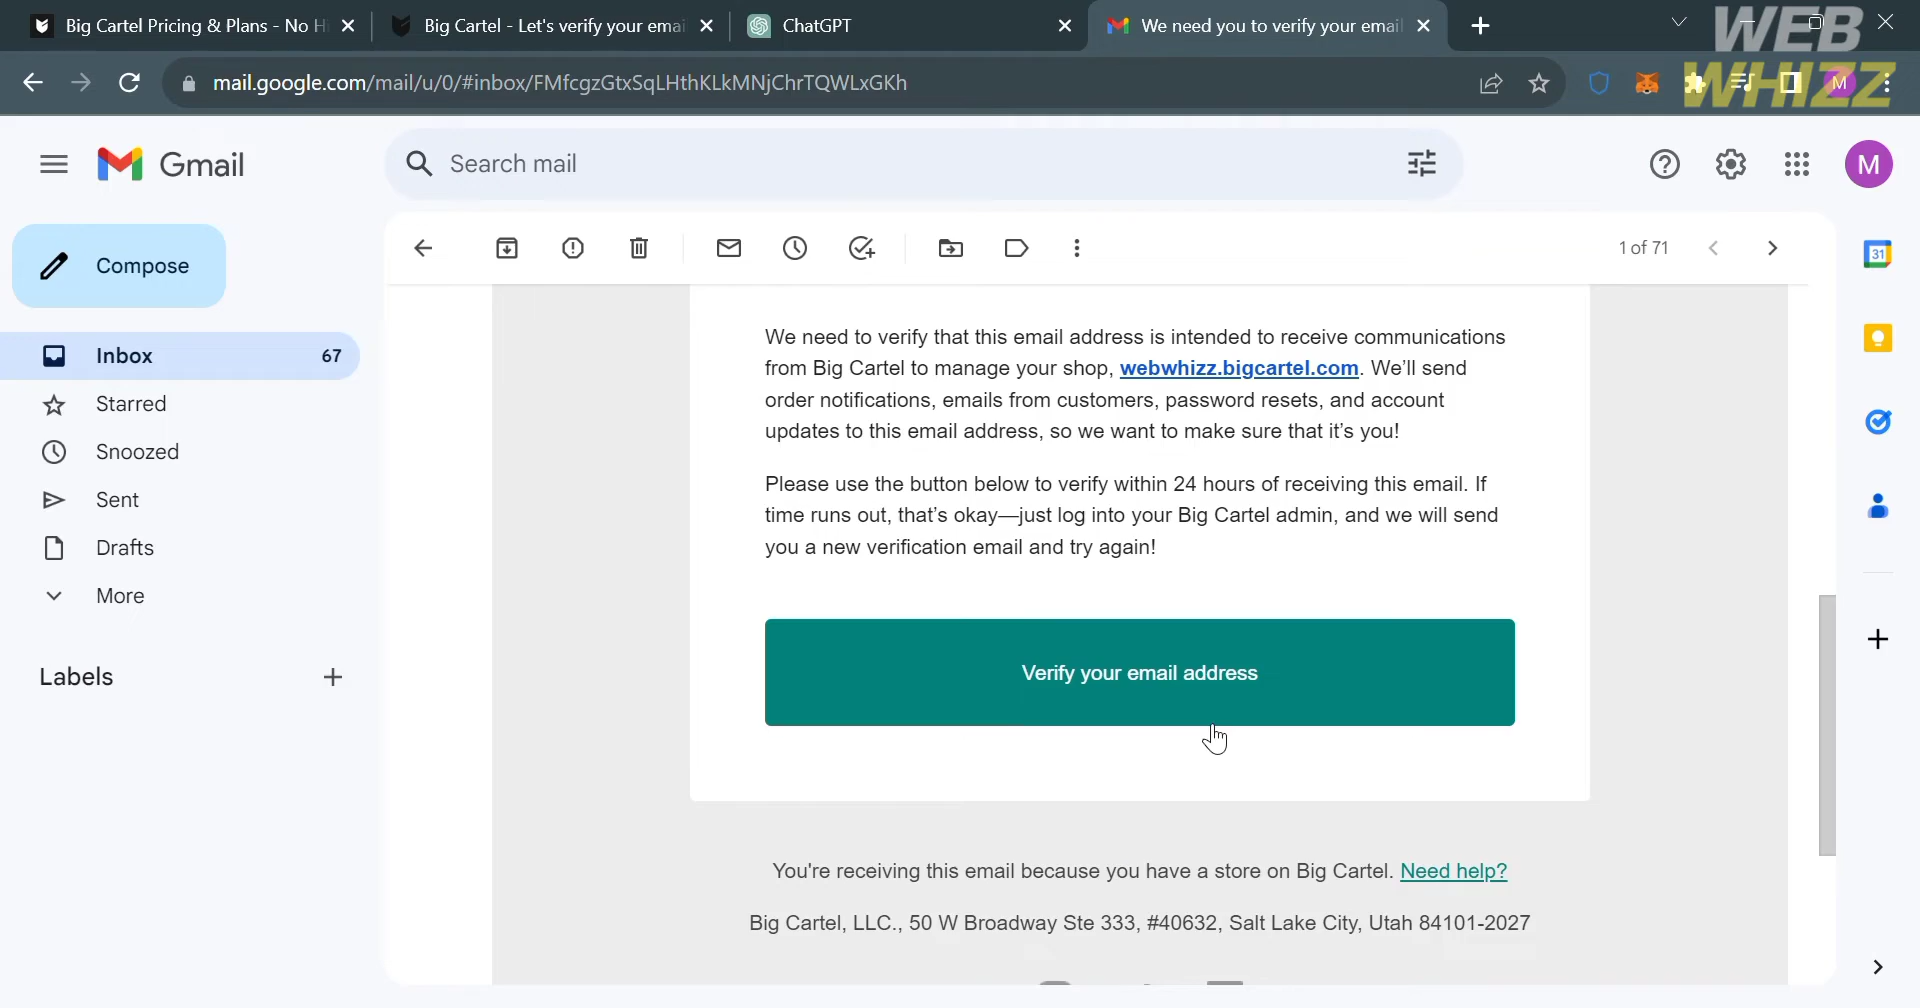 Big Cartel Pricing & Plans - No Hi
Big Cartel - Let's verify your emai
ChatGPT
We need you to verify your email
WEB
WHIZZ
mail.google.com/mail/u/0/#inbox/FMfcgzGtxSqLHthKLkMNjChrTQWLxGKh
M
Gmail
Search mail
M
Compose
1 of 71
31
Inbox 67
Starred
Snoozed
Sent
Drafts
More
Labels
We need to verify that this email address is intended to receive communications
from Big Cartel to manage your shop, webwhizz.bigcartel.com. We’ll send
order notifications, emails from customers, password resets, and account
updates to this email address, so we want to make sure that it’s you!
Please use the button below to verify within 24 hours of receiving this email. If
time runs out, that’s okay—just log into your Big Cartel admin, and we will send
you a new verification email and try again!
Verify your email address
You're receiving this email because you have a store on Big Cartel. Need help?
Big Cartel, LLC., 50 W Broadway Ste 333, #40632, Salt Lake City, Utah 84101-2027